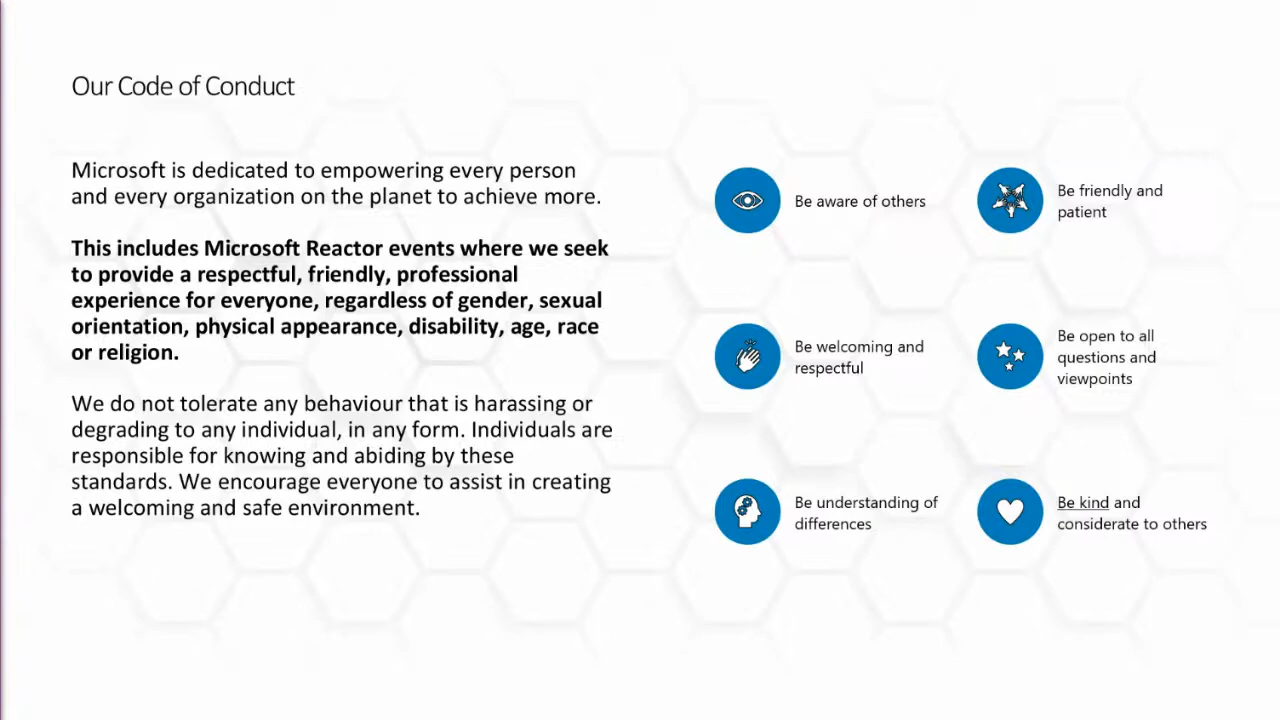 Our Code of Conduct
Microsoft is dedicated to empowering every person
and every organization on the planet to achieve more.
This includes Microsoft Reactor events where we seek
to provide a respectful, friendly, professional
experience for everyone, regardless of gender, sexual
orientation, physical appearance, disability, age, race
or religion.
We do not tolerate any behaviour that is harassing or
degrading to any individual, in any form. Individuals are
responsible for knowing and abiding by these
standards. We encourage everyone to assist in creating
a welcoming and safe environment.
Be aware of others
Be friendly and
patient
Be welcoming and
respectful
Be open to all
questions and
viewpoints
Be understanding of
differences
Be kind and
considerate to others